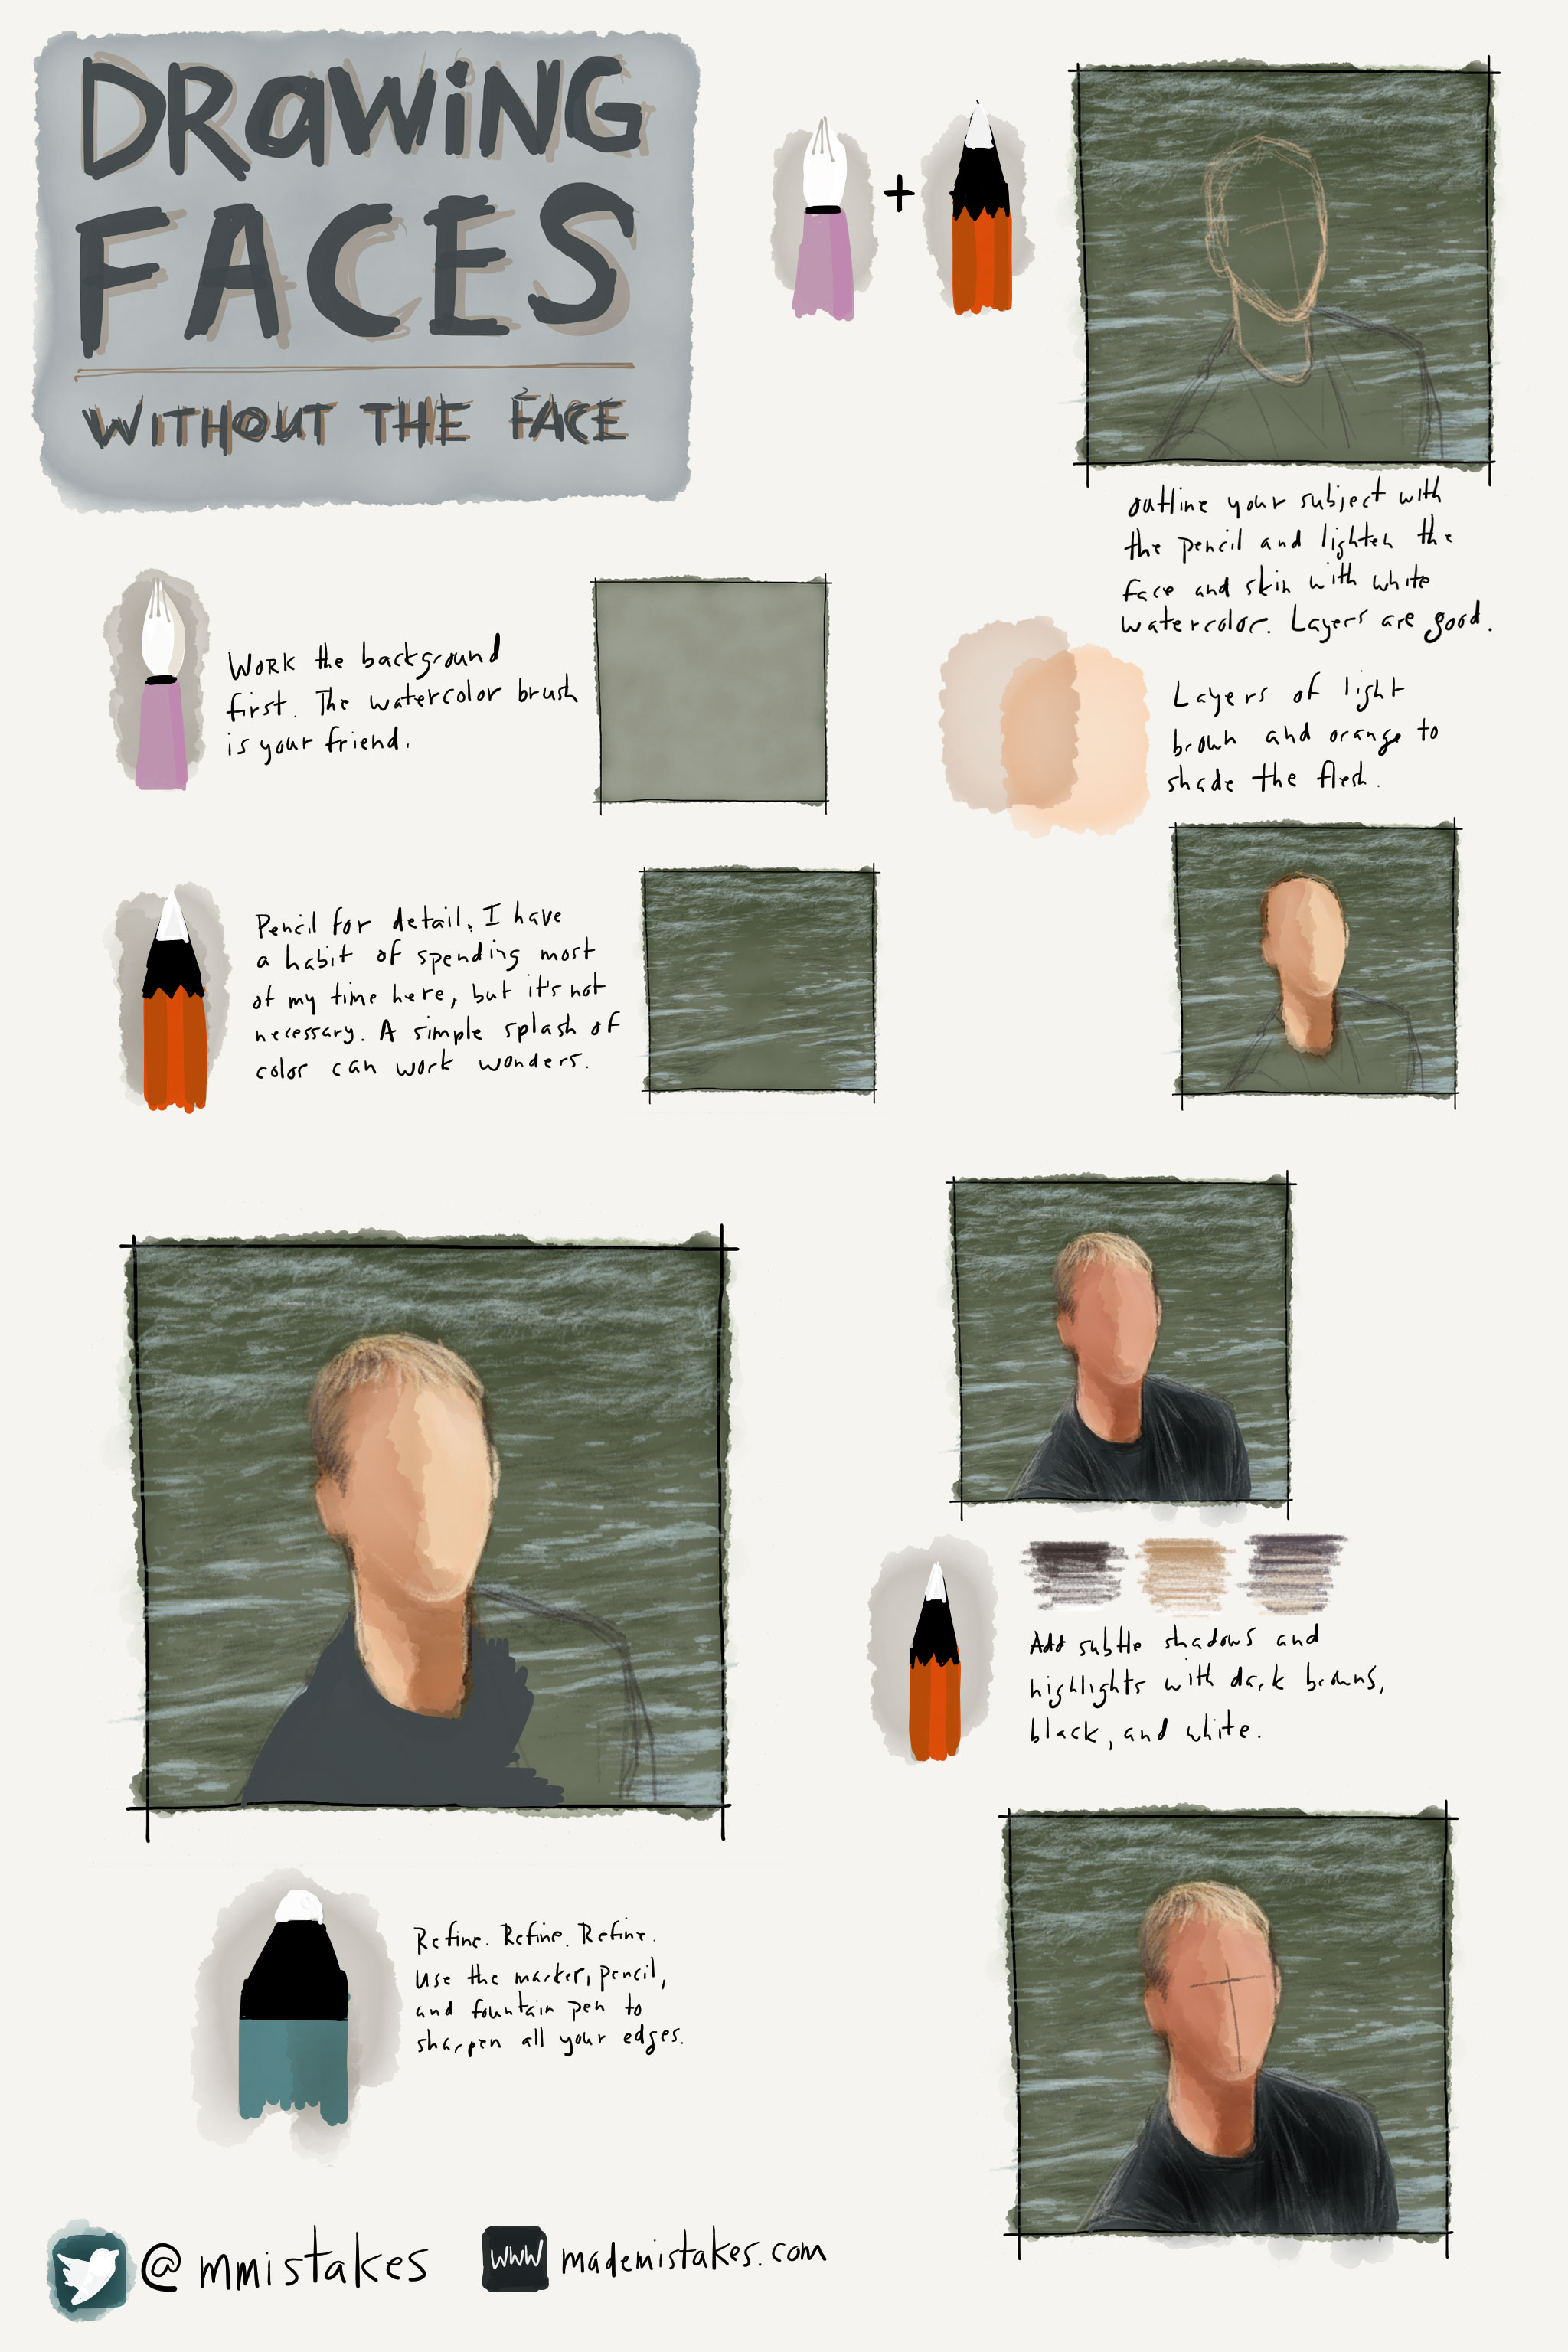 DRaWiNG
FACES
WITHOUT THE FACE
Work the background
first. The watercolor brush
is your friend.
Pencil for detail. I have
a habit of spending most
of my time here, but it's not
necessary. A simple splash of
color can work wonders.
+
outline your subject with
the pencil and lighten the
face and skin with white
watercolor. Layers are good.
Layers of light
brown and orange to
shade the flesh.
Refine. Refine. Refine.
Use the marker, pencil,
and fountain pen to
sharpen all your edges.
Add subtle shadows and
highlights with dark browns,
black, and white.
@mmistakes
WWW mademistakes.com